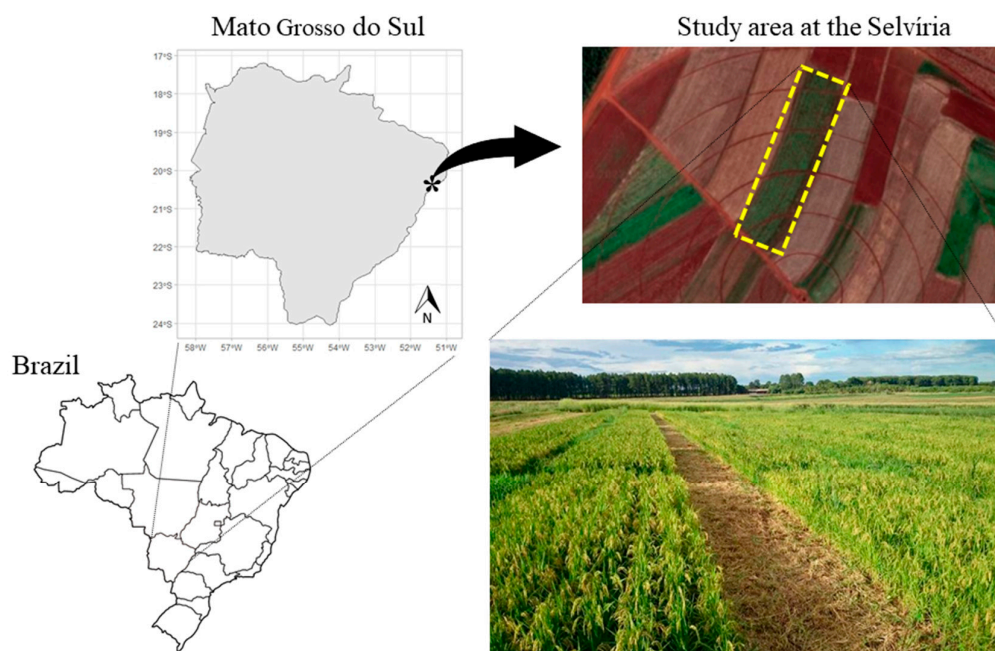 Mato Grosso do Sul
Study area at the Selvíria
17°S
18°S
19°S
20°S
21°S
22°S
23°S
24°S
N
58°W
57°W
56°W
55°W
54°W
53°W
52°W
51°W
Brazil